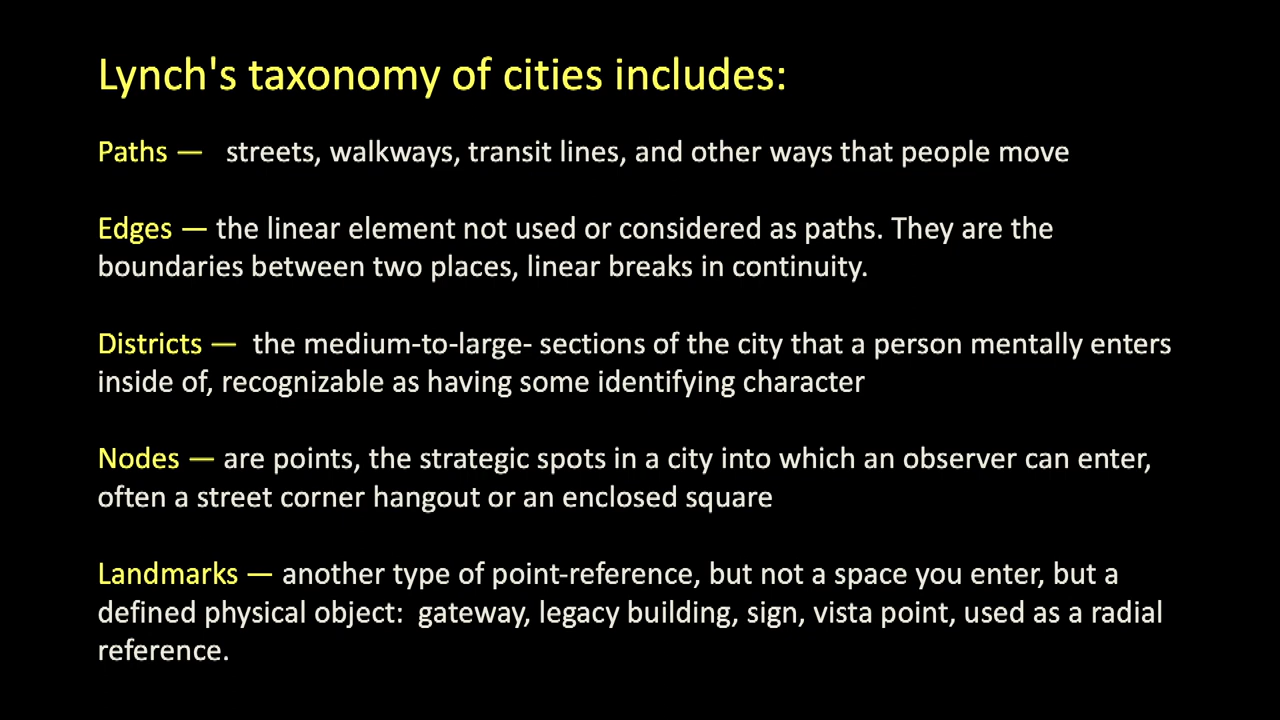 Lynch's taxonomy of cities includes:
Paths — streets, walkways, transit lines, and other ways that people move
Edges — the linear element not used or considered as paths. They are the
boundaries between two places, linear breaks in continuity.
Districts — the medium-to-large- sections of the city that a person mentally enters
inside of, recognizable as having some identifying character
Nodes — are points, the strategic spots in a city into which an observer can enter,
often a street corner hangout or an enclosed square
Landmarks — another type of point-reference, but not a space you enter, but a
defined physical object: gateway, legacy building, sign, vista point, used as a radial
reference.